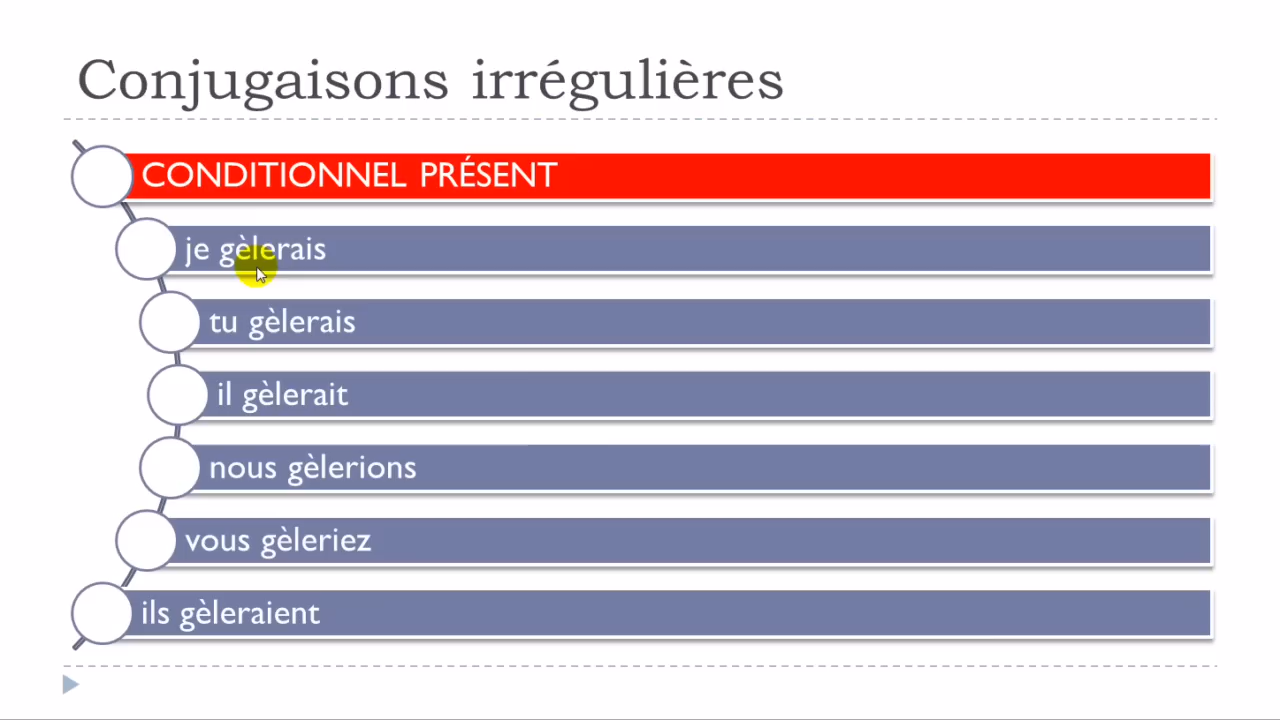 Conjugaisons irrégulières
CONDITIONNEL PRÉSENT
je gèlerais
tu gèlerais
il gèlerait
nous gèlerions
vous gèleriez
ils gèleraient